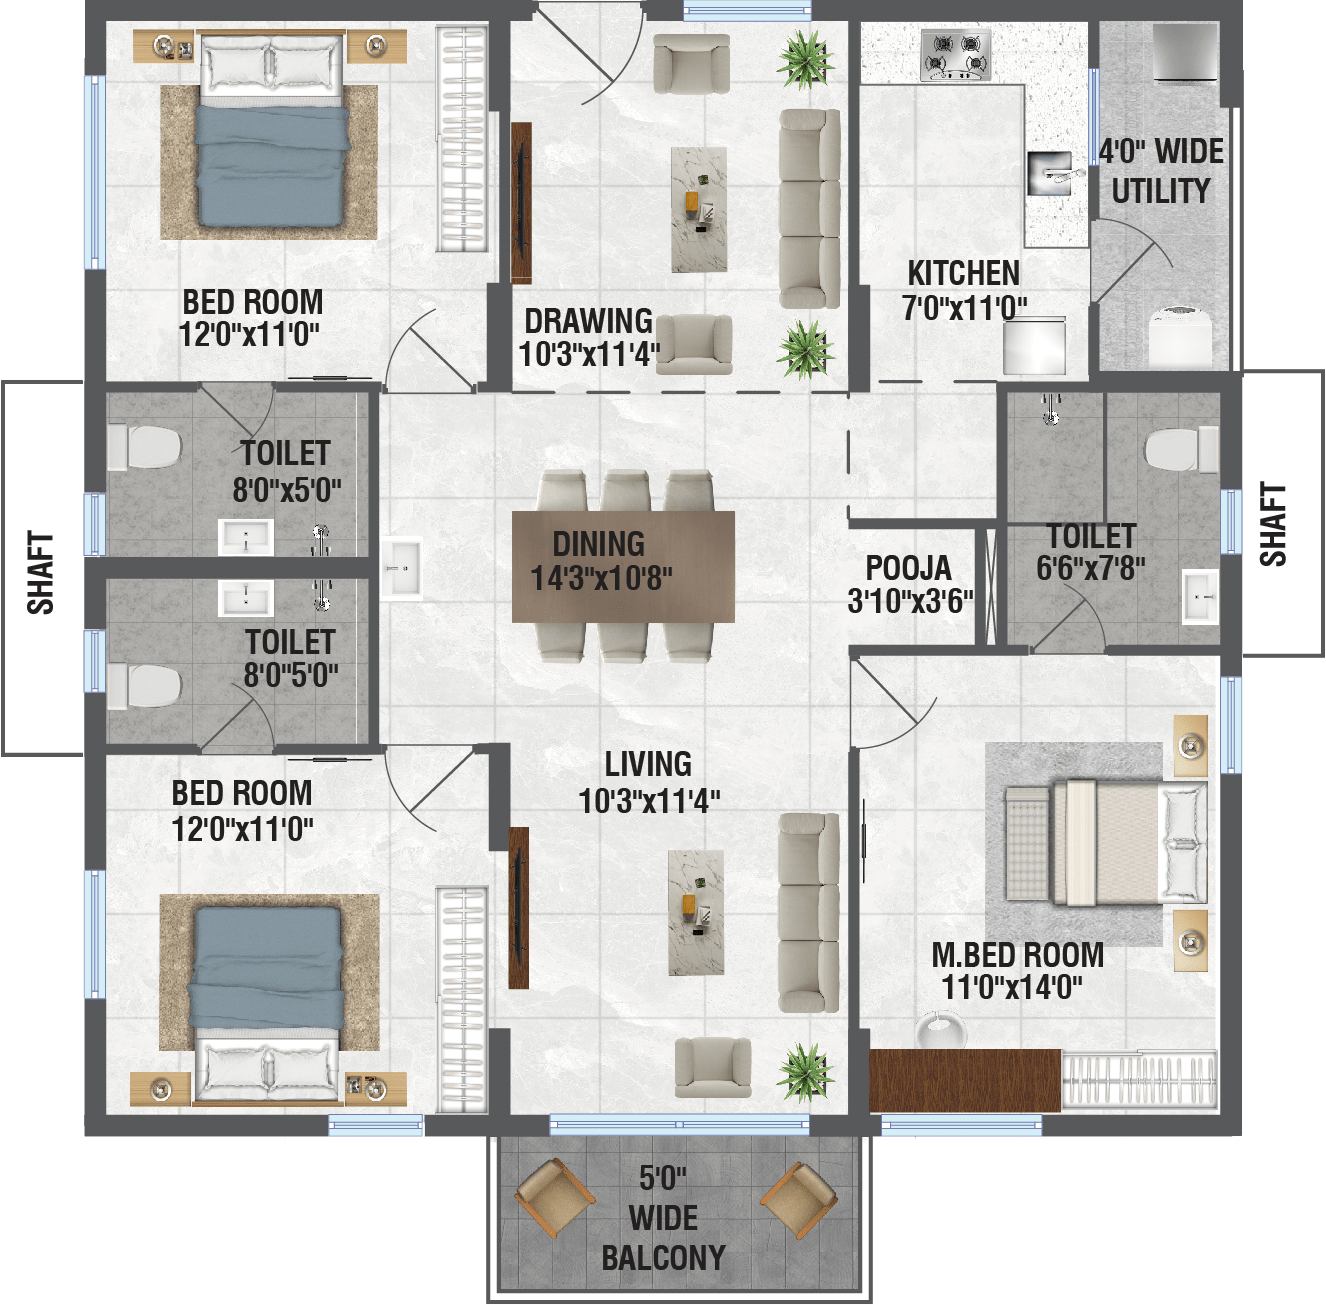 4'0" WIDE
UTILITY
BED ROOM
12'0"x11'0"
DRAWING
10'3"x11'4"
KITCHEN
7'0"x11'0"
TOILET
8'0"x5'0"
SHAFT
SHAFT
DINING
14'3"x10'8"
POOJA
3'10"x3'6"
TOILET
6'6"x7'8"
TOILET
8'0"5'0"
BED ROOM
12'0"x11'0"
LIVING
10'3"x11'4"
M.BED ROOM
11'0"x14'0"
5'0"
WIDE
BALCONY